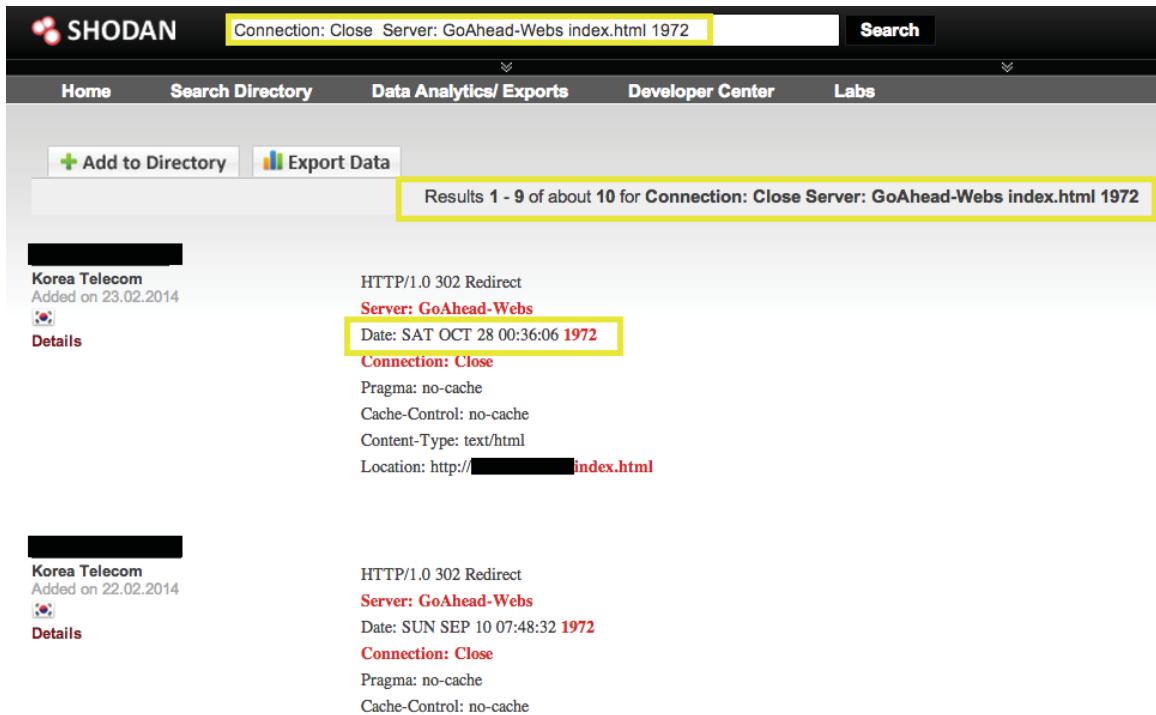 SHODAN
Connection: Close  Server: GoAhead-Webs index.html 1972
Search
Home Search Directory Data Analytics/ Exports Developer Center Labs
Add to Directory Export Data
Results 1 - 9 of about 10 for Connection: Close Server: GoAhead-Webs index.html 1972
Korea Telecom
Added on 23.02.2014
Details
HTTP/1.0 302 Redirect
Server: GoAhead-Webs
Date: SAT OCT 28 00:36:06 1972
Connection: Close
Pragma: no-cache
Cache-Control: no-cache
Content-Type: text/html
Location: http:// index.html
Korea Telecom
Added on 22.02.2014
Details
HTTP/1.0 302 Redirect
Server: GoAhead-Webs
Date: SUN SEP 10 07:48:32 1972
Connection: Close
Pragma: no-cache
Cache-Control: no-cache